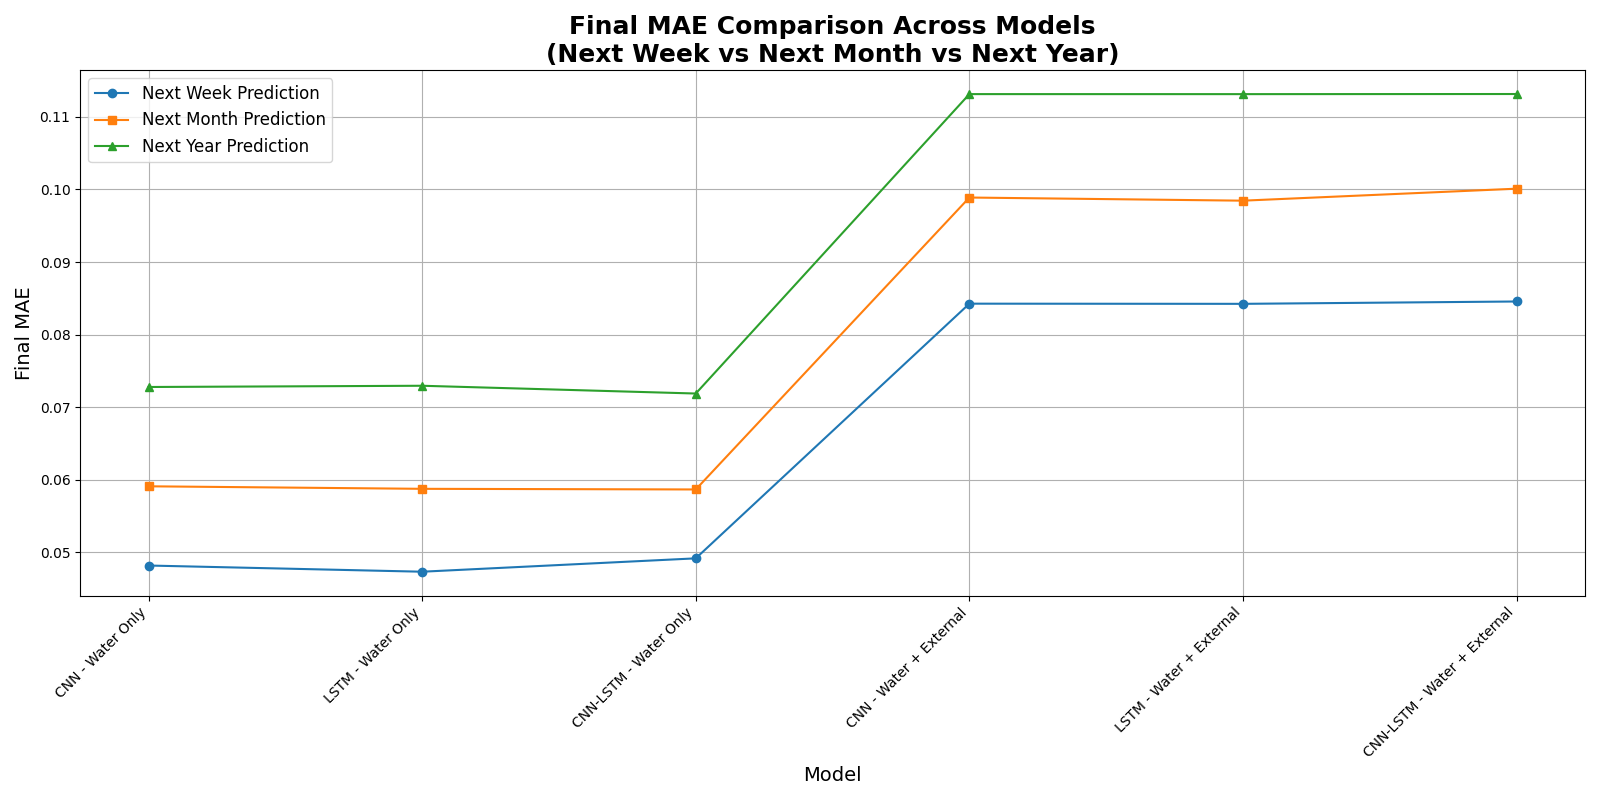 Final MAE Comparison Across Models
(Next Week vs Next Month vs Next Year)
Next Week Prediction
Next Month Prediction
Next Year Prediction
Final MAE
0.11
0.10
0.09
0.08
0.07
0.06
0.05
CNN - Water Only
LSTM - Water Only
CNN-LSTM - Water Only
CNN - Water + External
LSTM - Water + External
CNN-LSTM - Water + External
Model